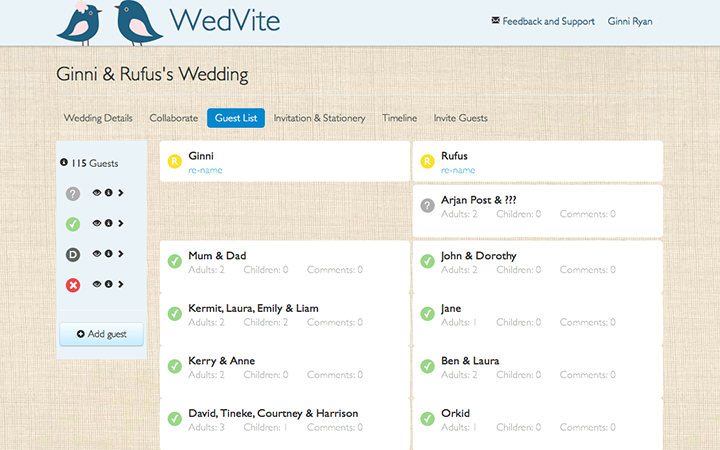 WedVite
Feedback and Support Ginni Ryan
Ginni & Rufus's Wedding
Wedding Details Collaborate Guest List Invitation & Stationery Timeline Invite Guests
115 Guests
?
D
Add guest
R Ginni
re-name
Mum & Dad
Adults: 2 Children: 0 Comments: 0
Kermit, Laura, Emily & Liam
Adults: 2 Children: 2 Comments: 0
Kerry & Anne
Adults: 2 Children: 0 Comments: 0
David, Tineke, Courtney & Harrison
Adults: 3 Children: 1 Comments: 0
R Rufus
re-name
? Arjan Post & ???
Adults: 2 Children: 0 Comments: 0
John & Dorothy
Adults: 2 Children: 0 Comments: 0
Jane
Adults: 1 Children: 0 Comments: 0
Ben & Laura
Adults: 2 Children: 0 Comments: 0
Orkid
Adults: 1 Children: 0 Comments: 0